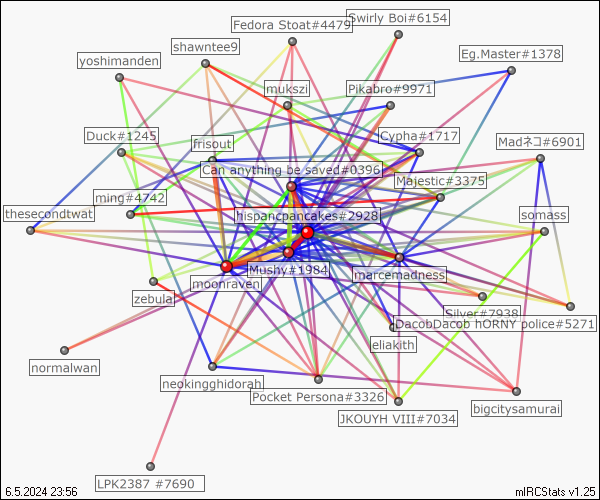 Swirly Boi#6154
Fedora Stoat#4479
shawntee9
Eg.Master#1378
yoshimanden
mukszi
Pikabro#9971
Duck#1245
frisout
Cypha#1717
Madネコ#6901
Can anything be saved#0396
Majestic#3375
ming#4742
thesecondtwat
hispancpancakes#2928
somass
Mushy#1984
marcemadness
moonraven
zebula
Silver#7938
DacobDacob hORNY police#5271
eliakith
normalwan
neokingghidorah
Pocket Persona#3326
bigcitysamurai
JKOUYH VIII#7034
LPK2387 #7690
6.5.2024 23:56
mIRCStats v1.25